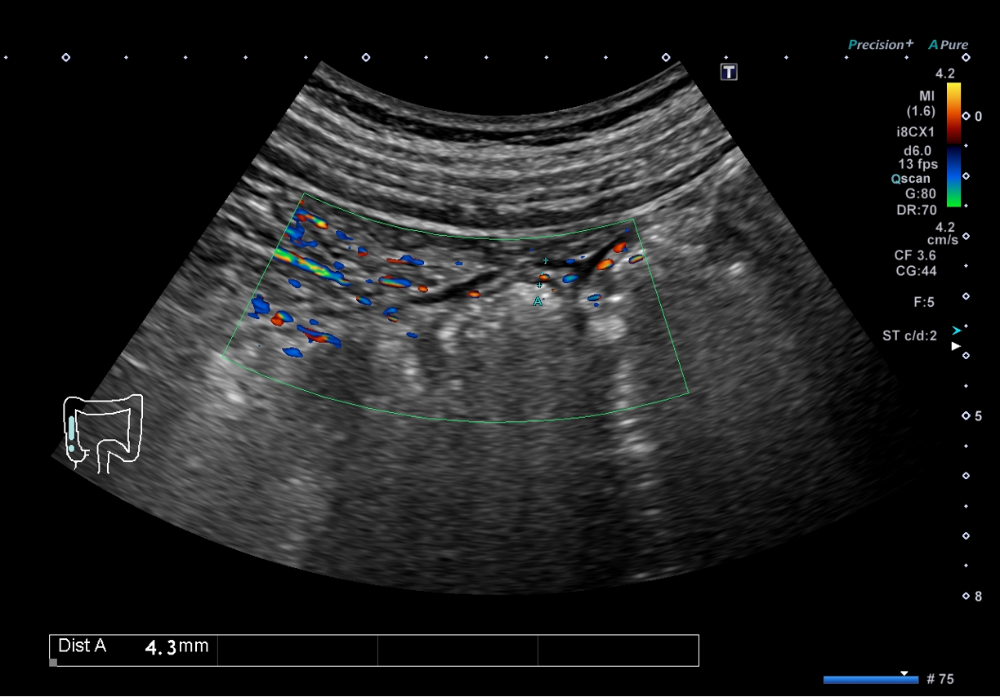 Precision+ A Pure
T
4.2
MI
(1.6)
0
i8CX1
d6.0
13 fps
Qscan
G:80
DR:70
4.2
cm/s
CF 3.6
CG:44
F:5
A
ST c/d:2
5
8
Dist A 4.3mm
# 75